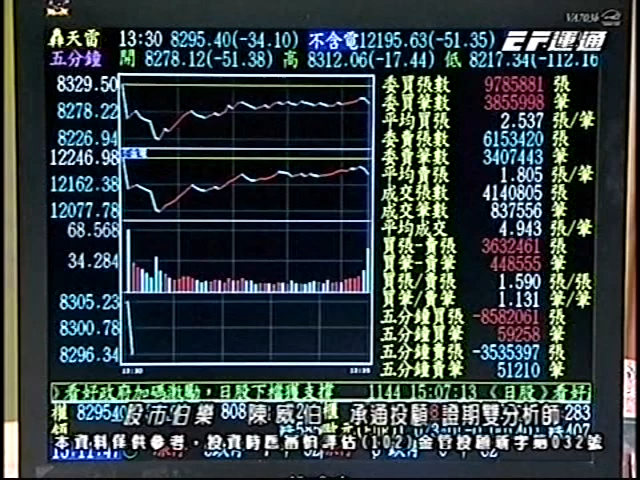 轟天雷 13:30 8295.40(-34.10) 不含電12195.63(-51.35)
EF運通
五分鐘 開 8278.12(-51.38) 高 8312.06(-17.44) 低 8217.34(-112.16
8329.50
8278.22
8226.94
12246.98
12162.38
12077.78
68.568
34.284
8305.23
8300.78
8296.34
委買張數 9785881 張
委買筆數 3855998 筆
平均買張 2.537 張/筆
委賣張數 6153420 張
委賣筆數 3407443 筆
平均賣張 1.805 張/筆
成交張數 4140805 張
成交筆數 837556 筆
平均成交 4.943 張/筆
買張-賣張 3632461 張
買筆-賣筆 448555 筆
買張/賣張 1.590 張/張
買筆/賣筆 1.131 筆/筆
五分鐘買張 -8582061 張
五分鐘買筆 59258 筆
五分鐘賣張 -3535397 張
五分鐘賣筆 51210 筆
》看好政府加碼激勵，日股下檔獲支撐 1144 15:07:13 《日股》看好
股市伯樂 陳威伯 承通投顧 證期雙分析師
本資料僅供參考，投資時應審慎評估(102)金管投顧新字第032號